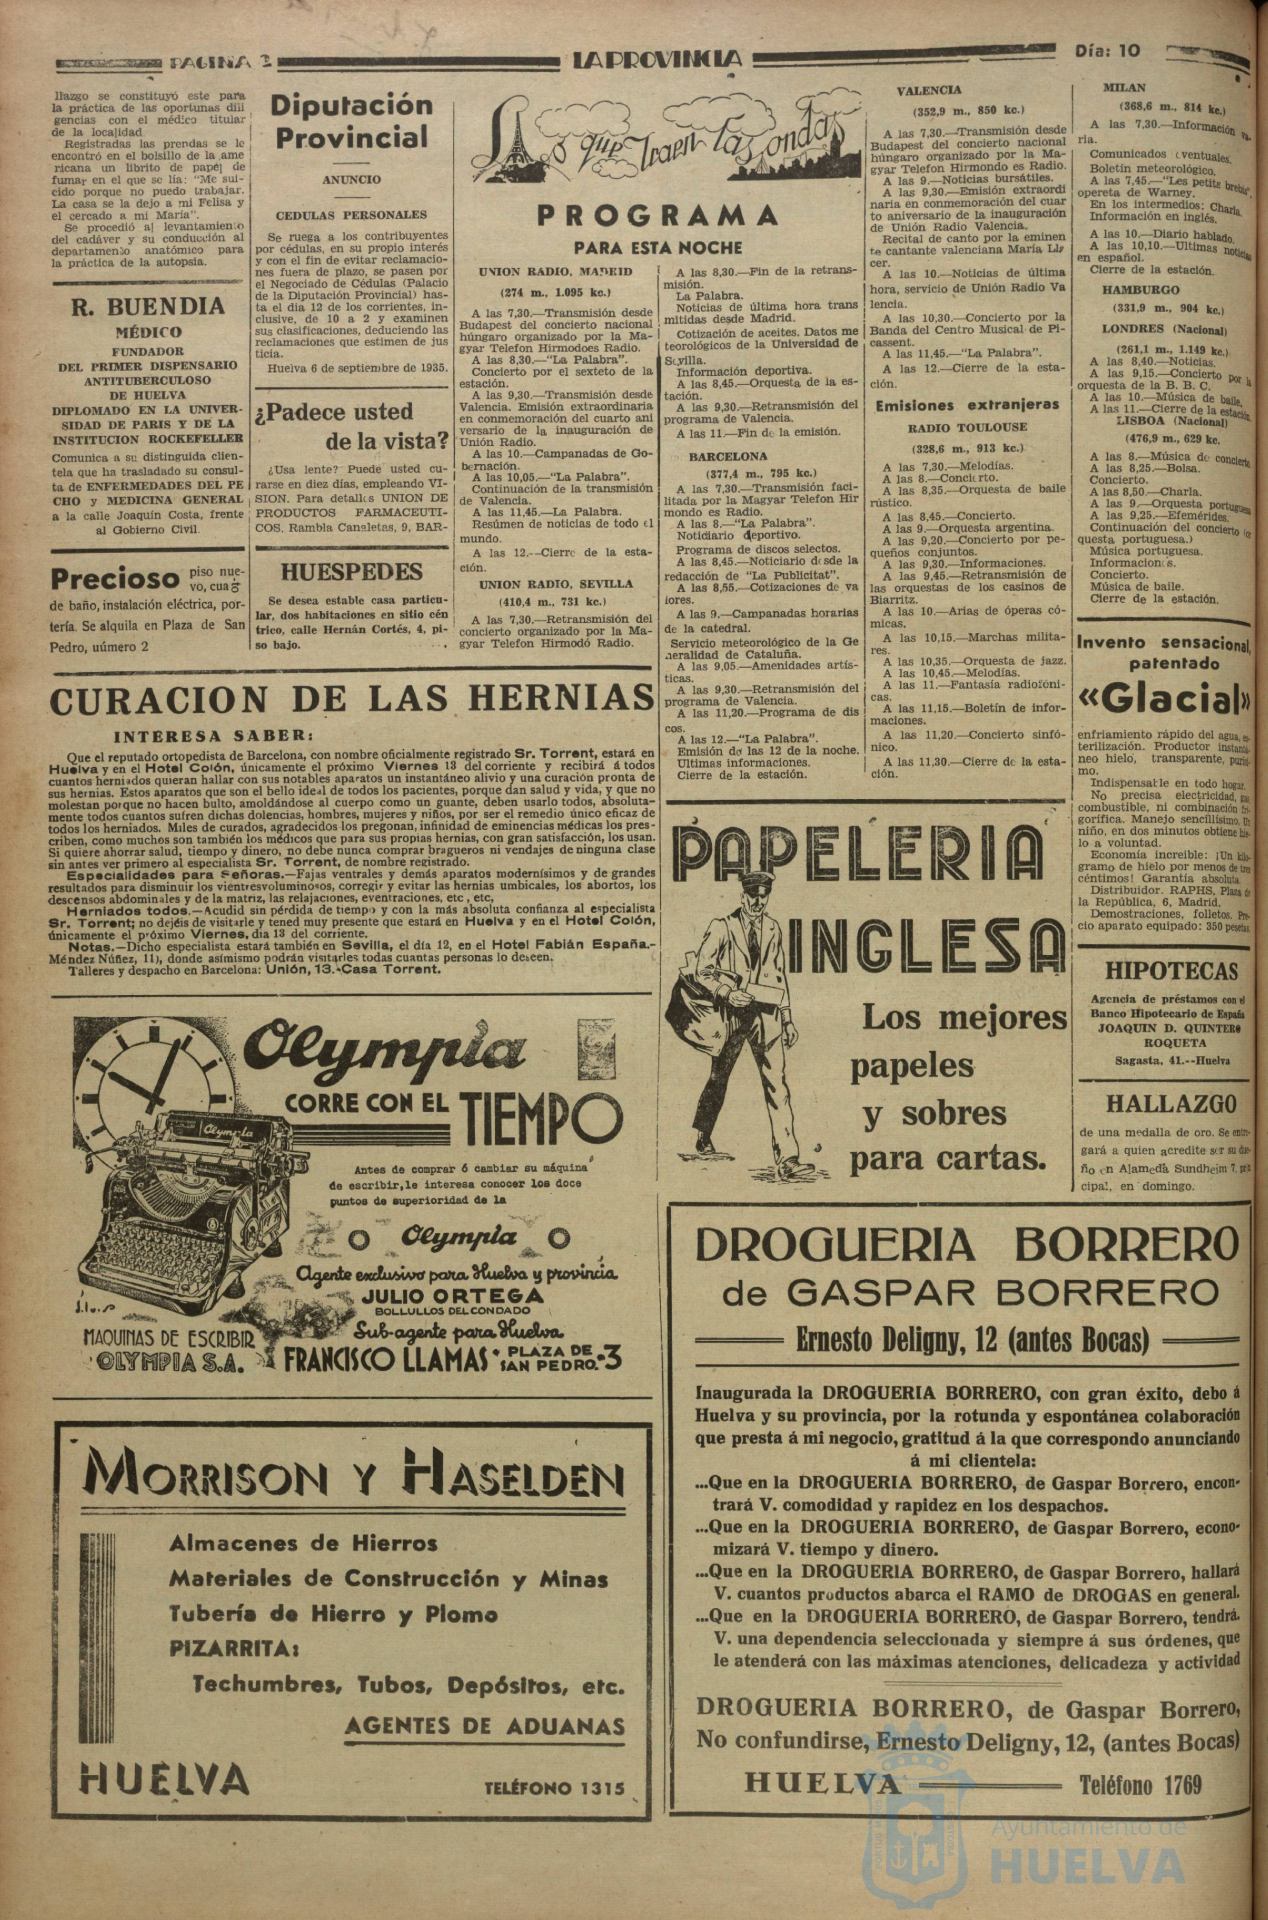 PAGINA 2
LA PROVINCIA
Día: 10
llazgo se constituyó este para
la práctica de las oportunas dili
gencias con el médico titular
de la localidad
Registradas las prendas se le
encontró en el bolsillo de la ame
ricana un librito de papel de
fumar en el que se lía: "Me sui-
cido porque no puedo trabajar.
La casa se la dejo a mi Felisa y
el cercado a mi María".
Se procedió al levantamiento
del cadáver y su conducción al
departamento anatómico para
la práctica de la autopsia.
R. BUENDIA
MÉDICO
FUNDADOR
DEL PRIMER DISPENSARIO
ANTITUBERCULOSO
DE HUELVA
DIPLOMADO EN LA UNIVER-
SIDAD DE PARIS Y DE LA
INSTITUCION ROCKEFELLER
Comunica a su distinguida clien-
tela que ha trasladado su consul-
ta de ENFERMEDADES DEL PE
CHO y MEDICINA GENERAL
a la calle Joaquín Costa, frente
al Gobierno Civil
Precioso piso nue-
vo, cuarto
de baño, instalación eléctrica, por-
tería. Se alquila en Plaza de San
Pedro, uúmero 2
Diputación
Provincial
ANUNCIO
CEDULAS PERSONALES
Se ruega a los contribuyentes
por cédulas, en su propio interés
y con el fin de evitar reclamacio-
nes fuera de plazo, se pasen por
el Negociado de Cédulas (Palacio
de la Diputación Provincial) has-
ta el día 12 de los corrientes, in-
clusive, de 10 a 2 y examinen
sus clasificaciones, deduciendo las
reclamaciones que estimen de jus
ticia.
Huelva 6 de septiembre de 1935.
¿Padece usted
de la vista?
¿Usa lente? Puede usted cu-
rarse en diez días, empleando VI-
SION. Para detalles UNION DE
PRODUCTOS FARMACEUTI-
COS. Rambla Canaletas, 9, BAR-
HUESPEDES
Se desea estable casa particu-
lar, dos habitaciones en sitio cén
trico, calle Hernán Cortés, 4, pi-
so bajo.
Lo que traen las ondas
PROGRAMA
PARA ESTA NOCHE
UNION RADIO, MADRID
(274 m., 1.095 kc.)
A las 7,30.—Transmisión desde
Budapest del concierto nacional
húngaro organizado por la Ma-
gyar Telefon Hirmodoes Radio.
A las 8,30.—"La Palabra".
Concierto por el sexteto de la
estación.
A las 9,30.—Transmisión desde
Valencia. Emisión extraordinaria
en conmemoración del cuarto ani
versario de la inauguración de
Unión Radio.
A las 10.—Campanadas de Go-
bernación.
A las 10,05.—"La Palabra".
Continuación de la transmisión
de Valencia.
A las 11,45.—La Palabra.
Resúmen de noticias de todo el
mundo.
A las 12.--Cierre de la esta-
ción.
UNION RADIO, SEVILLA
(410,4 m., 731 kc.)
A las 7,30.—Retransmisión del
concierto organizado por la Ma-
gyar Telefon Hirmodó Radio.
A las 8,30.—Fin de la retrans-
misión.
La Palabra.
Noticias de última hora trans
mitidas desde Madrid.
Cotización de aceites. Datos me
teorológicos de la Universidad de
Sevilla.
Información deportiva.
A las 8,45.—Orquesta de la es-
tación.
A las 9,30.—Retransmisión del
programa de Valencia.
A las 11.—Fin de la emisión.
BARCELONA
(377,4 m., 795 kc.)
A las 7,30.—Transmisión faci-
litada por la Magyar Telefon Hir
mondo es Radio.
A las 8.—"La Palabra".
Notidiario deportivo.
Programa de discos selectos.
A las 8,45.—Noticiario desde la
redacción de "La Publicitat".
A las 8,55.—Cotizaciones de va
lores.
A las 9.—Campanadas horarias
de la catedral.
Servicio meteorológico de la Ge
neralidad de Cataluña.
A las 9,05.—Amenidades artís-
ticas.
A las 9,30.—Retransmisión del
programa de Valencia.
A las 11,20.—Programa de dis
cos.
A las 12.—"La Palabra".
Emisión de las 12 de la noche.
Ultimas informaciones.
Cierre de la estación.
VALENCIA
(352,9 m., 850 kc.)
A las 7,30.—Transmisión desde
Budapest del concierto nacional
húngaro organizado por la Ma-
gyar Telefon Hirmondo es Radio.
A las 9.—Noticias bursátiles.
A las 9,30.—Emisión extraordi
naria en conmemoración del cuar
to aniversario de la inauguración
de Unión Radio Valencia.
Recital de canto por la eminen
te cantante valenciana María Llá
cer.
A las 10.—Noticias de última
hora, servicio de Unión Radio Va
lencia.
A las 10,30.—Concierto por la
Banda del Centro Musical de Pi-
cassent.
A las 11,45.—"La Palabra".
A las 12.—Cierre de la esta-
ción.
Emisiones extranjeras
RADIO TOULOUSE
(328,6 m., 913 kc.)
A las 7,30.—Melodías.
A las 8.—Concierto.
A las 8,35.—Orquesta de baile
rústico.
A las 8,45.—Concierto.
A las 9.—Orquesta argentina.
A las 9,20.—Concierto por pe-
queños conjuntos.
A las 9,30.—Informaciones.
A las 9,45.—Retransmisión de
las orquestas de los casinos de
Biarritz.
A las 10.—Arias de óperas có-
micas.
A las 10,15.—Marchas milita-
res.
A las 10,35.—Orquesta de jazz.
A las 10,45.—Melodías.
A las 11.—Fantasía radiofóni-
cas.
A las 11,15.—Boletín de infor-
maciones.
A las 11,20.—Concierto sinfó-
nico.
A las 11,30.—Cierre de la esta-
ción.
MILAN
(368,6 m., 814 kc.)
A las 7,30.—Información va-
ria.
Comunicados eventuales.
Boletín meteorológico.
A las 7,45.—"Les petite brebis",
opereta de Warney.
En los intermedios: Charla.
Información en inglés.
A las 10.—Diario hablado.
A las 10,10.—Ultimas noticias
en español.
Cierre de la estación.
HAMBURGO
(331,9 m., 904 kc.)
LONDRES (Nacional)
(261,1 m., 1.149 kc.)
A las 8,40.—Noticias.
A las 9,15.—Concierto por la
orquesta de la B. B. C.
A las 10.—Música de baile.
A las 11.—Cierre de la estación.
LISBOA (Nacional)
(476,9 m., 629 kc.
A las 8.—Música de concierto
A las 8,25.—Bolsa.
Concierto.
A las 8,50.—Charla.
A las 9.—Orquesta portuguesa
A las 9,25.—Efemérides.
Continuación del concierto (or
questa portuguesa.)
Música portuguesa.
Informaciones.
Concierto.
Música de baile.
Cierre de la estación.
Invento sensacional,
patentado
«Glacial»
enfriamiento rápido del agua, es-
terilización. Productor instantá-
neo hielo, transparente, purísi-
mo.
Indispensable en todo hogar.
No precisa electricidad, gas
combustible, ni combinación fri-
gorífica. Manejo sencillísimo. Un
niño, en dos minutos obtiene hie-
lo a voluntad.
Economía increible: ¡Un kilo-
gramo de hielo por menos de tres
céntimos! Garantía absoluta.
Distribuidor. RAPHS, Plaza de
la República, 6, Madrid.
Demostraciones, folletos. Pre-
cio aparato equipado: 350 pesetas.
HIPOTECAS
Agencia de préstamos con el
Banco Hipotecario de España
JOAQUIN D. QUINTERO
ROQUETA
Sagasta, 41.--Huelva
HALLAZGO
de una medalla de oro. Se entre-
gará a quien acredite ser su due-
ño en Alameda Sundheim 7, prin
cipal, en domingo.
CURACION DE LAS HERNIAS
INTERESA SABER:
Que el reputado ortopedista de Barcelona, con nombre oficialmente registrado Sr. Torrent, estará en
Huelva y en el Hotel Colón, únicamente el próximo Viernes 13 del corriente y recibirá á todos
cuantos herniados quieran hallar con sus notables aparatos un instantáneo alivio y una curación pronta de
sus hernias. Estos aparatos que son el bello ideal de todos los pacientes, porque dan salud y vida, y que no
molestan porque no hacen bulto, amoldándose al cuerpo como un guante, deben usarlo todos, absoluta-
mente todos cuantos sufren dichas dolencias, hombres, mujeres y niños, por ser el remedio único eficaz de
todos los herniados. Miles de curados, agradecidos los pregonan, infinidad de eminencias médicas los pres-
criben, como muchos son también los médicos que para sus propias hernias, con gran satisfacción, los usan.
Si quiere ahorrar salud, tiempo y dinero, no debe nunca comprar bragueros ni vendajes de ninguna clase
sin antes ver primero al especialista Sr. Torrent, de nombre registrado.
Especialidades para Señoras.—Fajas ventrales y demás aparatos modernísimos y de grandes
resultados para disminuir los vientresvoluminosos, corregir y evitar las hernias umbicales, los abortos, los
descensos abdominales y de la matriz, las relajaciones, eventraciones, etc , etc,
Herniados todos.—Acudid sin pérdida de tiempo y con la más absoluta confianza al especialista
Sr. Torrent; no dejéis de visitarle y tened muy presente que estará en Huelva y en el Hotel Colón,
únicamente el próximo Viernes, dia 13 del corriente.
Notas.—Dicho especialista estará también en Sevilla, el día 12, en el Hotel Fabián España.-
Méndez Núñez, 11), donde asímismo podrán visitarles todas cuantas personas lo deseen.
Talleres y despacho en Barcelona: Unión, 13.-Casa Torrent.
Olympia
CORRE CON EL TIEMPO
Olympia
Antes de comprar ó cambiar su máquina
de escribir, le interesa conocer los doce
puntos de superioridad de la
Olympia
Agente exclusivo para Huelva y provincia
JULIO ORTEGA
BOLLULLOS DEL CONDADO
Sub-agente para Huelva
MAQUINAS DE ESCRIBIR
OLYMPIA S.A.
FRANCISCO LLAMAS · PLAZA DE
SAN PEDRO.-3
PAPELERIA
INGLESA
Los mejores
papeles
y sobres
para cartas.
MORRISON Y HASELDEN
Almacenes de Hierros
Materiales de Construcción y Minas
Tubería de Hierro y Plomo
PIZARRITA:
Techumbres, Tubos, Depósitos, etc.
AGENTES DE ADUANAS
HUELVA
TELÉFONO 1315
DROGUERIA BORRERO
de GASPAR BORRERO
Ernesto Deligny, 12 (antes Bocas)
Inaugurada la DROGUERIA BORRERO, con gran éxito, debo á
Huelva y su provincia, por la rotunda y espontánea colaboración
que presta á mi negocio, gratitud á la que correspondo anunciando
á mi clientela:
...Que en la DROGUERIA BORRERO, de Gaspar Borrero, encon-
trará V. comodidad y rapidez en los despachos.
...Que en la DROGUERIA BORRERO, de Gaspar Borrero, econo-
mizará V. tiempo y dinero.
...Que en la DROGUERIA BORRERO, de Gaspar Borrero, hallará
V. cuantos productos abarca el RAMO de DROGAS en general.
...Que en la DROGUERIA BORRERO, de Gaspar Borrero, tendrá.
V. una dependencia seleccionada y siempre á sus órdenes, que
le atenderá con las máximas atenciones, delicadeza y actividad
DROGUERIA BORRERO, de Gaspar Borrero,
No confundirse, Ernesto Deligny, 12, (antes Bocas)
HUELVA
Teléfono 1769
Ayuntamiento de
HUELVA